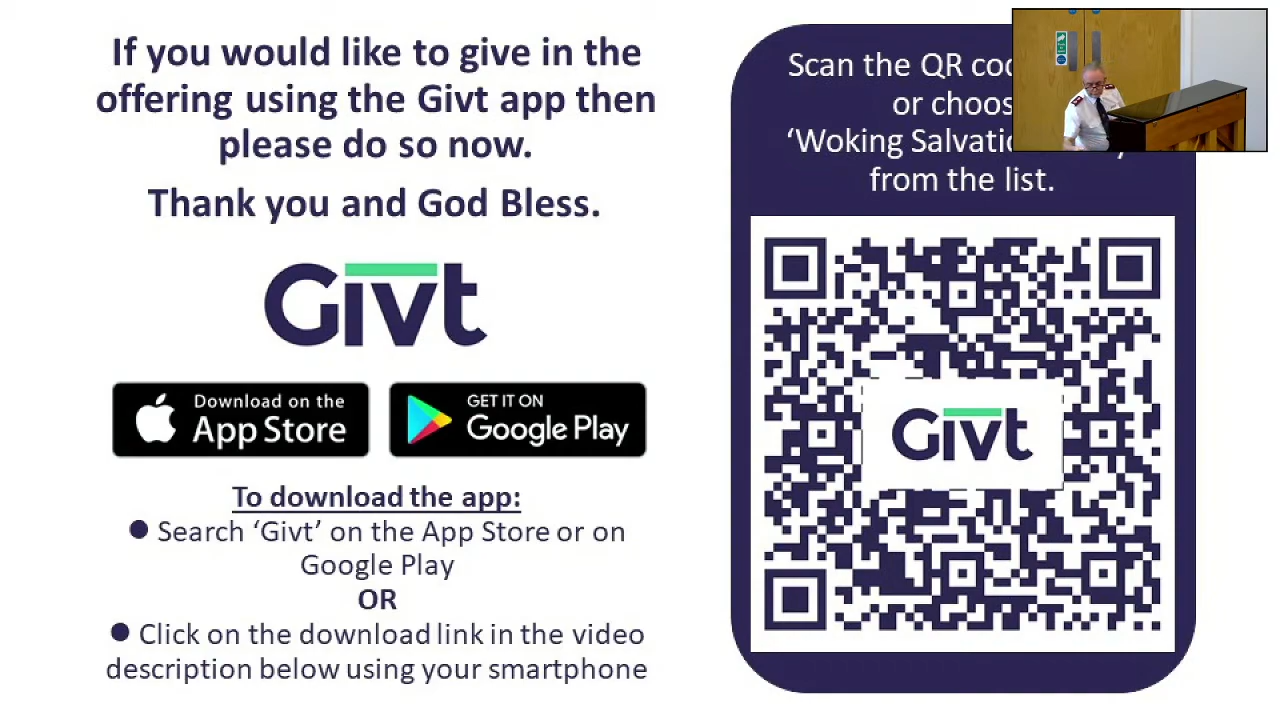 If you would like to give in the
offering using the Givt app then
please do so now.
Thank you and God Bless.
Givt
Download on the
App Store
GET IT ON
Google Play
To download the app:
● Search ‘Givt’ on the App Store or on
Google Play
OR
● Click on the download link in the video
description below using your smartphone
Scan the QR
or
‘Woking
from the list.
Givt